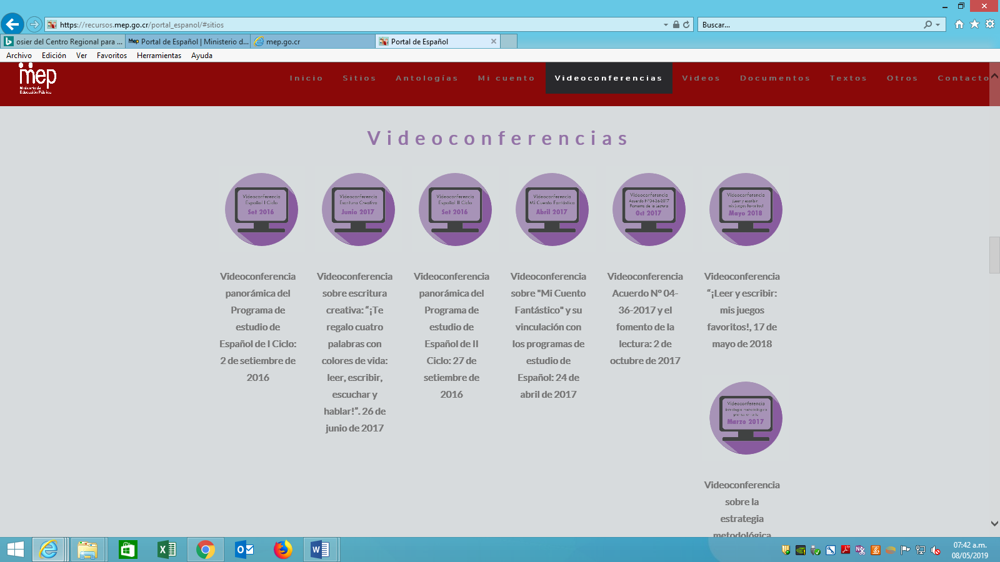 https://recursos.mep.go.cr/portal_espanol/#sitios
Buscar...
osier del Centro Regional para ...
mep Portal de Español | Ministerio d...
mep.go.cr
Portal de Español
Archivo Edición Ver Favoritos Herramientas Ayuda
mep
Ministerio de
Educación Pública
Inicio Sitios Antologías Mi cuento Videoconferencias Videos Documentos Textos Otros Contacto
Videoconferencias
Videoconferencia
Español I Ciclo
Set 2016
Videoconferencia
Escritura Creativa
Junio 2017
Videoconferencia
Español II Ciclo
Set 2016
Videoconferencia
Mi Cuento Fantástico
Abril 2017
Videoconferencia
Acuerdo N°04-36-2017
Fomento de la Lectura
Oct 2017
Videoconferencia
¡Leer y escribir
mis juegos favoritos!
Mayo 2018
Videoconferencia
panorámica del
Programa de
estudio de
Español de I Ciclo:
2 de setiembre de
2016
Videoconferencia
sobre escritura
creativa: “¡Te
regalo cuatro
palabras con
colores de vida:
leer, escribir,
escuchar y
hablar!”. 26 de
junio de 2017
Videoconferencia
panorámica del
Programa de
estudio de
Español de II
Ciclo: 27 de
setiembre de
2016
Videoconferencia
sobre "Mi Cuento
Fantástico" y su
vinculación con
los programas de
estudio de
Español: 24 de
abril de 2017
Videoconferencia
Acuerdo Nº 04-
36-2017 y el
fomento de la
lectura: 2 de
octubre de 2017
Videoconferencia
“¡Leer y escribir:
mis juegos
favoritos!, 17 de
mayo de 2018
Videoconferencia
Estrategia metodológica
Marzo 2017
Videoconferencia
sobre la
estrategia
metodológica
07:42 a.m.
08/05/2019